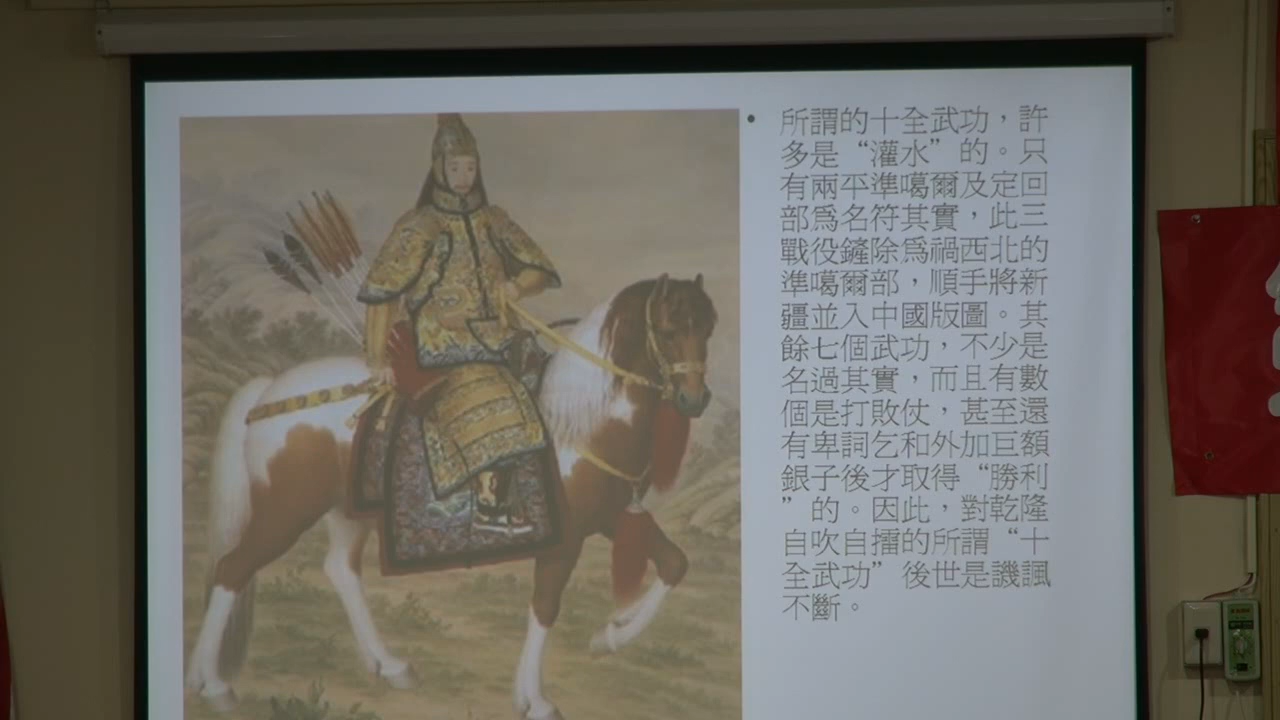 • 所謂的十全武功，許
多是“灌水”的。只
有兩平準噶爾及定回
部為名符其實，此三
戰役鏟除為禍西北的
準噶爾部，順手將新
疆並入中國版圖。其
餘七個武功，不少是
名過其實，而且有數
個是打敗仗，甚至還
有卑詞乞和外加巨額
銀子後才取得“勝利
”的。因此，對乾隆
自吹自擂的所謂“十
全武功”後世是譏諷
不斷。